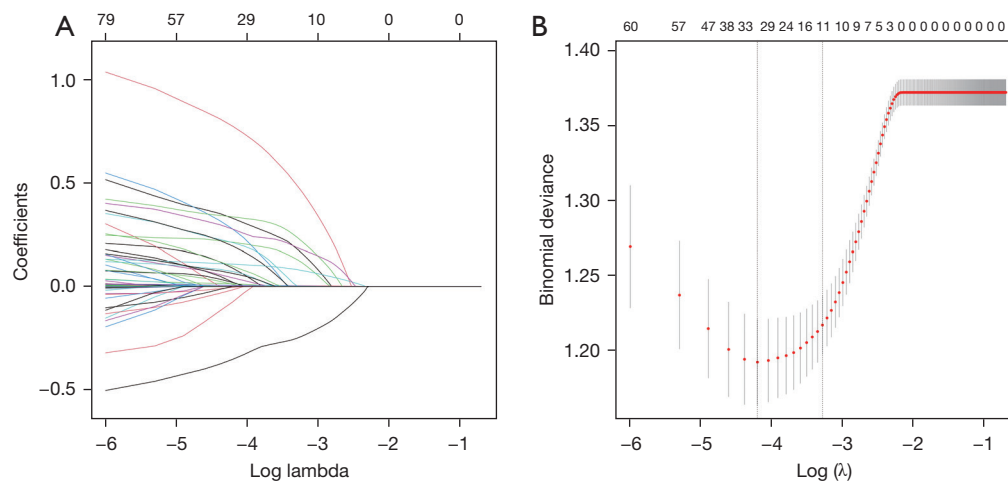 A
79 57 29 10 0 0
1.0
0.5
0.0
−0.5
Coefficients
−6 −5 −4 −3 −2 −1
Log lambda
B
60 57 47 38 33 29 24 16 11 10 9 7 5 3 0 0 0 0 0 0 0 0 0 0 0
1.40
1.35
1.30
1.25
1.20
Binomial deviance
−6 −5 −4 −3 −2 −1
Log (λ)